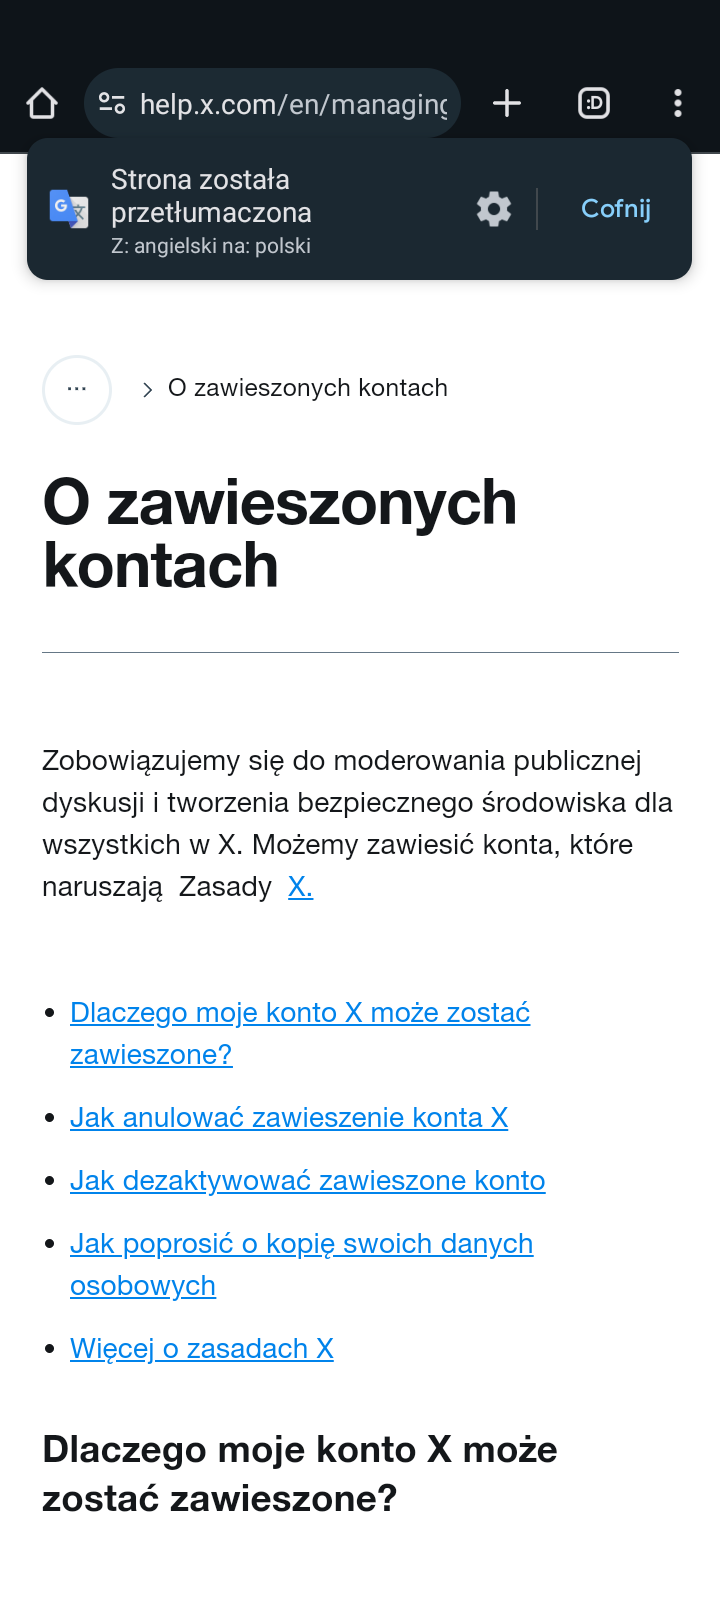 help.x.com/en/managing
:D
Strona została
przetłumaczona
Z: angielski na: polski
Cofnij
... > O zawieszonych kontach
O zawieszonych
kontach
Zobowiązujemy się do moderowania publicznej
dyskusji i tworzenia bezpiecznego środowiska dla
wszystkich w X. Możemy zawiesić konta, które
naruszają Zasady X.
• Dlaczego moje konto X może zostać
zawieszone?
• Jak anulować zawieszenie konta X
• Jak dezaktywować zawieszone konto
• Jak poprosić o kopię swoich danych
osobowych
• Więcej o zasadach X
Dlaczego moje konto X może
zostać zawieszone?